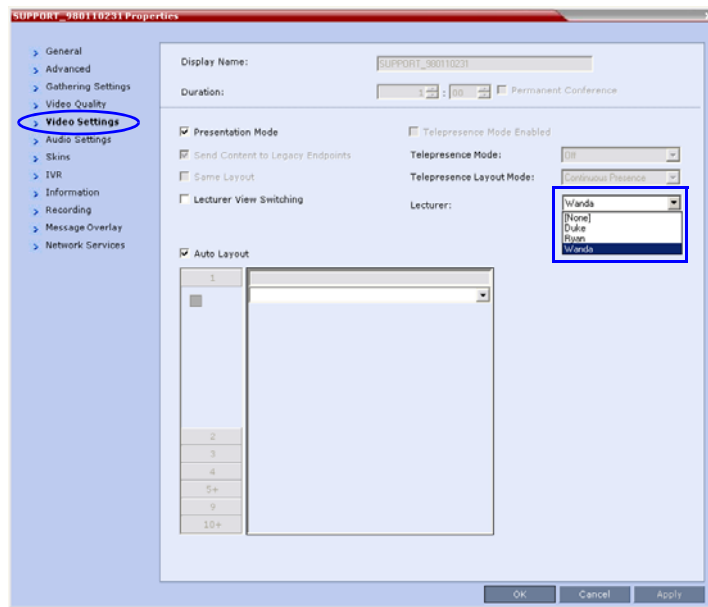 SUPPORT_980110231 Properties
General
Advanced
Gathering Settings
Video Quality
Video Settings
Audio Settings
Skins
IVR
Information
Recording
Message Overlay
Network Services
Display Name: SUPPORT_980110231
Duration: 1 : 00 Permanent Conference
Presentation Mode
Telepresence Mode Enabled
Send Content to Legacy Endpoints
Telepresence Mode: Off
Same Layout
Telepresence Layout Mode: Continuous Presence
Lecturer View Switching
Lecturer: Wanda
[None]
Duke
Ryan
Wanda
Auto Layout
1
2
3
4
5+
9
10+
OK Cancel Apply